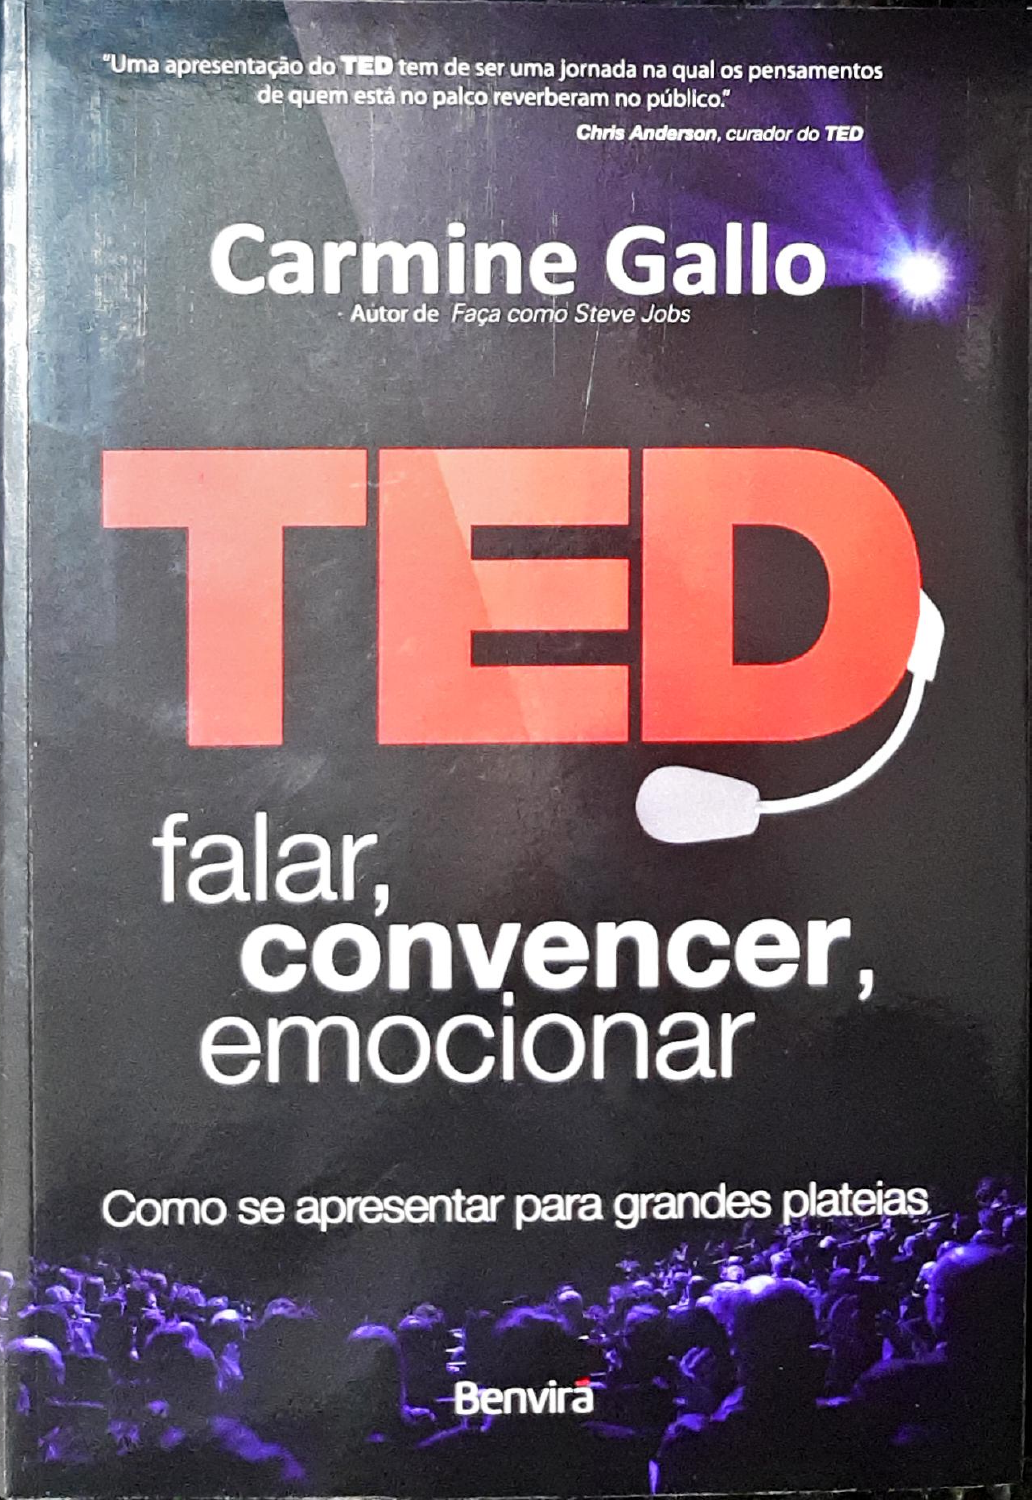 "Uma apresentação do TED tem de ser uma jornada na qual os pensamentos
de quem está no palco reverberam no público."
Chris Anderson, curador do TED
Carmine Gallo
Autor de Faça como Steve Jobs
TED
falar,
convencer,
emocionar
Como se apresentar para grandes plateias
Benvirá